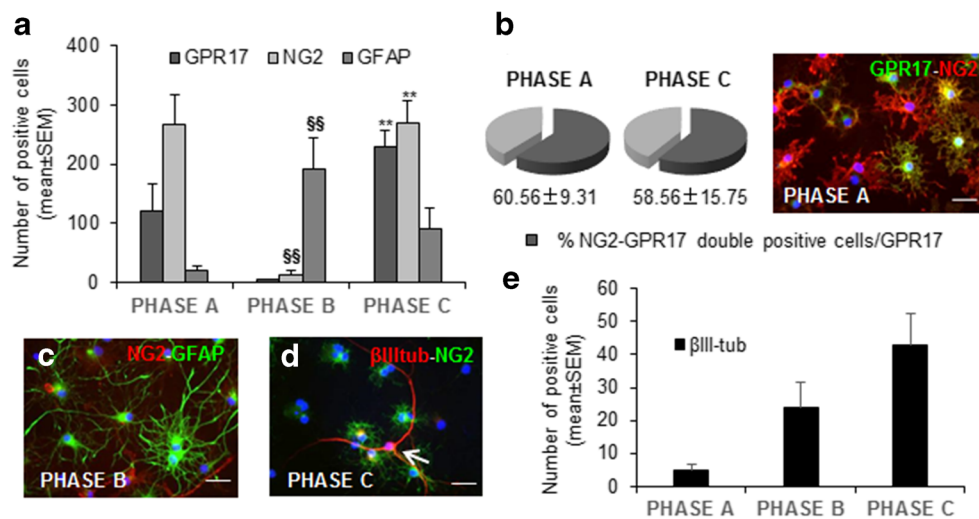 a
Number of positive cells
(mean±SEM)
400
300
200
100
0
GPR17 NG2 GFAP
§§
§§
**
**
PHASE A PHASE B PHASE C
b
PHASE A PHASE C
60.56±9.31 58.56±15.75
% NG2-GPR17 double positive cells/GPR17
GPR17-NG2
PHASE A
c
NG2-GFAP
PHASE B
d
βIIItub-NG2
PHASE C
e
Number of positive cells
(mean±SEM)
60
50
40
30
20
10
0
βIII-tub
PHASE A PHASE B PHASE C